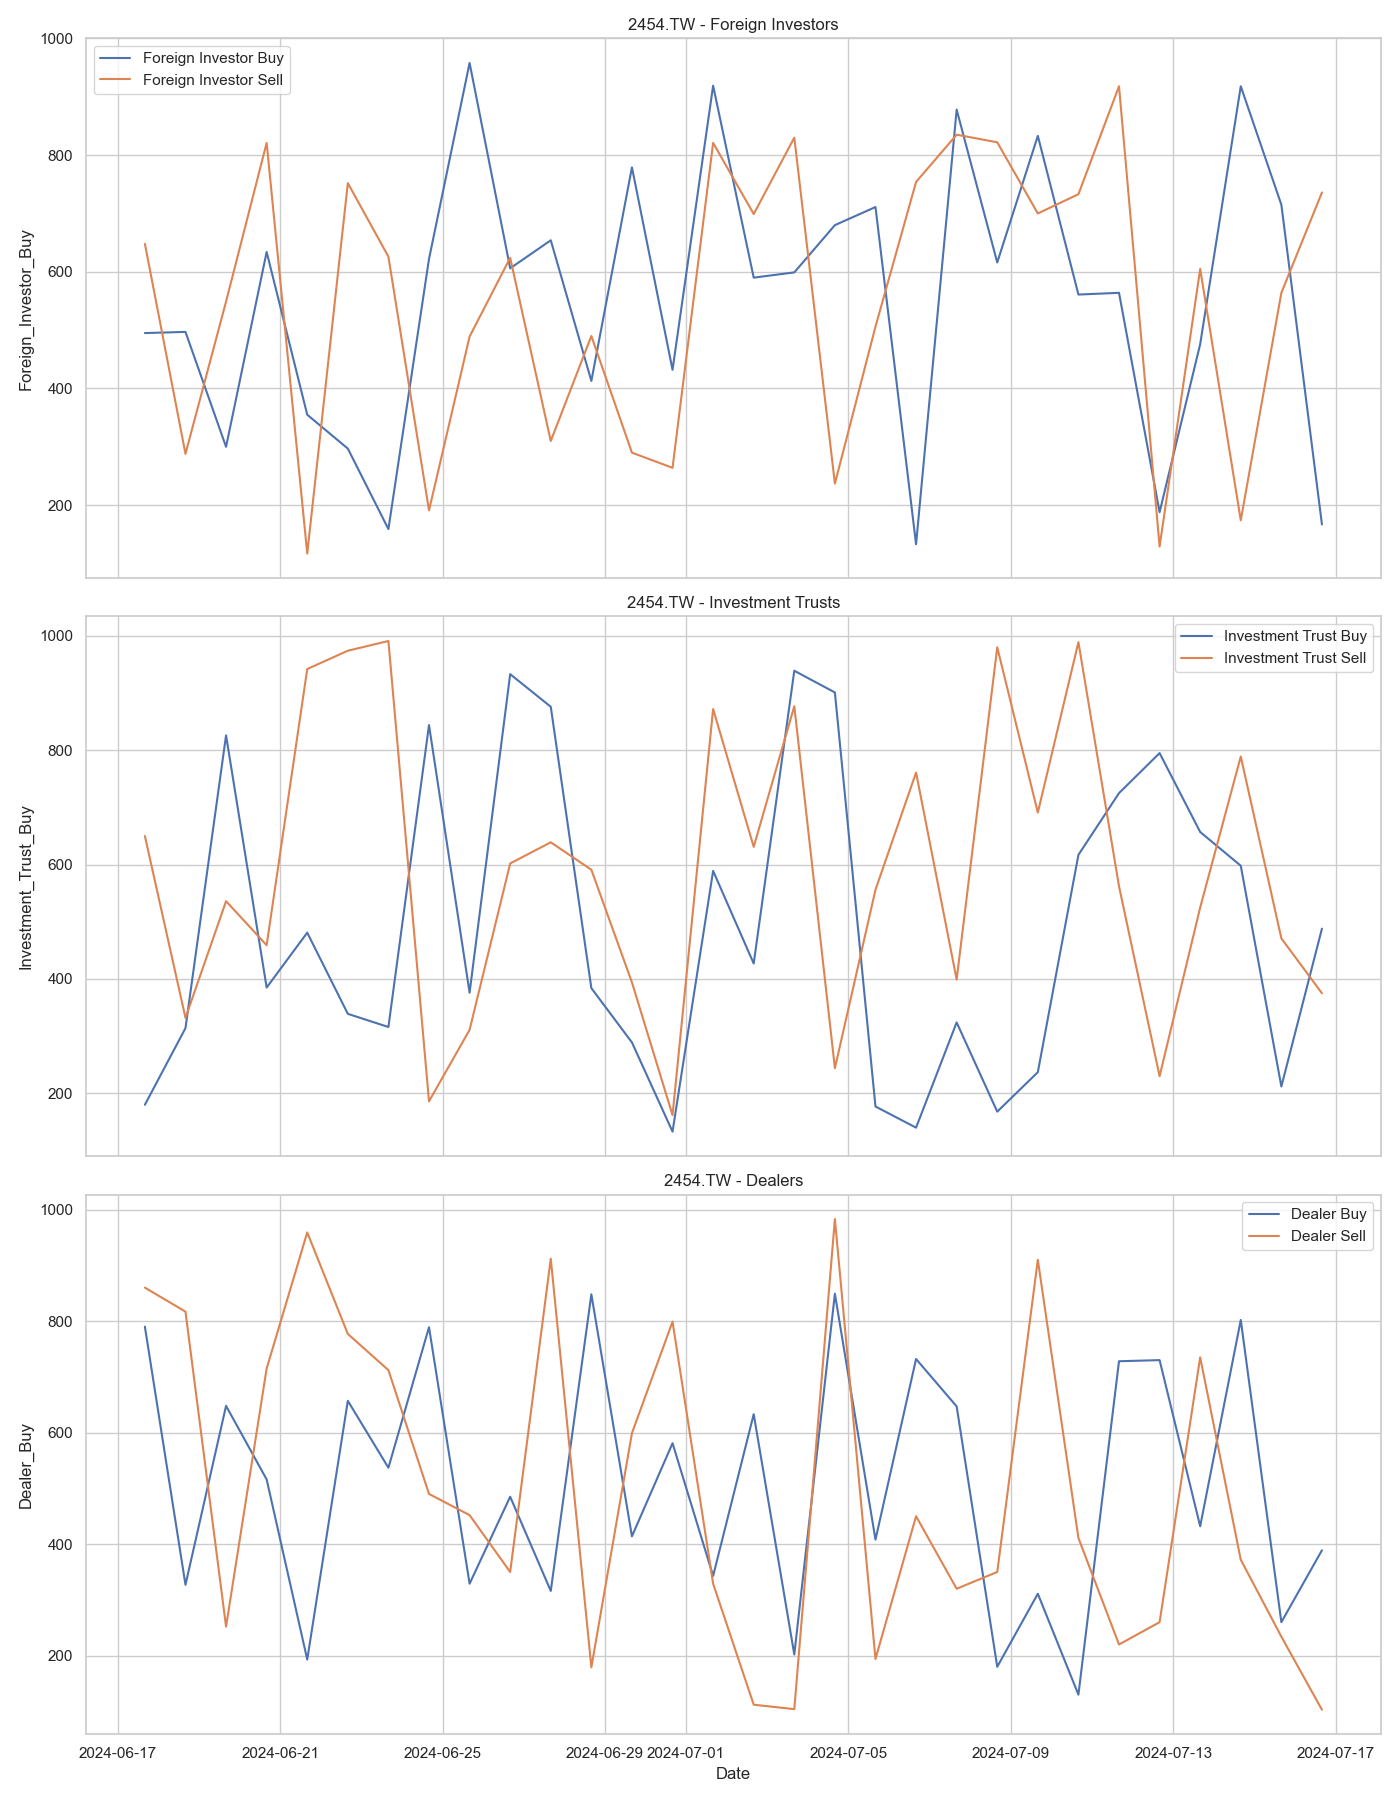 2454.TW - Foreign Investors
Foreign Investor Buy
Foreign Investor Sell
Foreign_Investor_Buy
1000
800
600
400
200
2454.TW - Investment Trusts
Investment Trust Buy
Investment Trust Sell
Investment_Trust_Buy
1000
800
600
400
200
2454.TW - Dealers
Dealer Buy
Dealer Sell
Dealer_Buy
1000
800
600
400
200
2024-06-17 2024-06-21 2024-06-25 2024-06-29 2024-07-01 2024-07-05 2024-07-09 2024-07-13 2024-07-17
Date